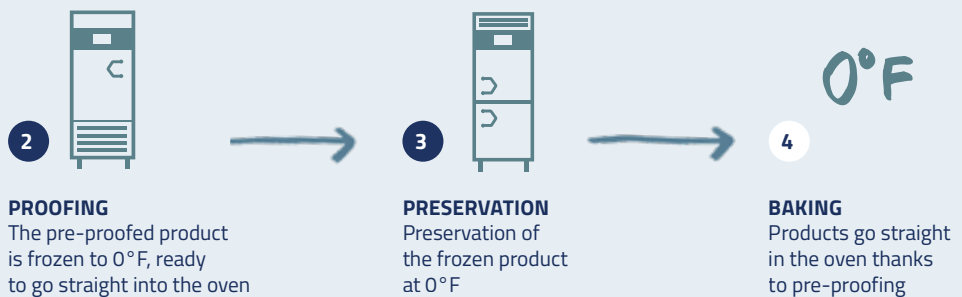 0°F
2
3
4
PROOFING
The pre-proofed product
is frozen to 0°F, ready
to go straight into the oven
PRESERVATION
Preservation of
the frozen product
at 0°F
BAKING
Products go straight
in the oven thanks
to pre-proofing